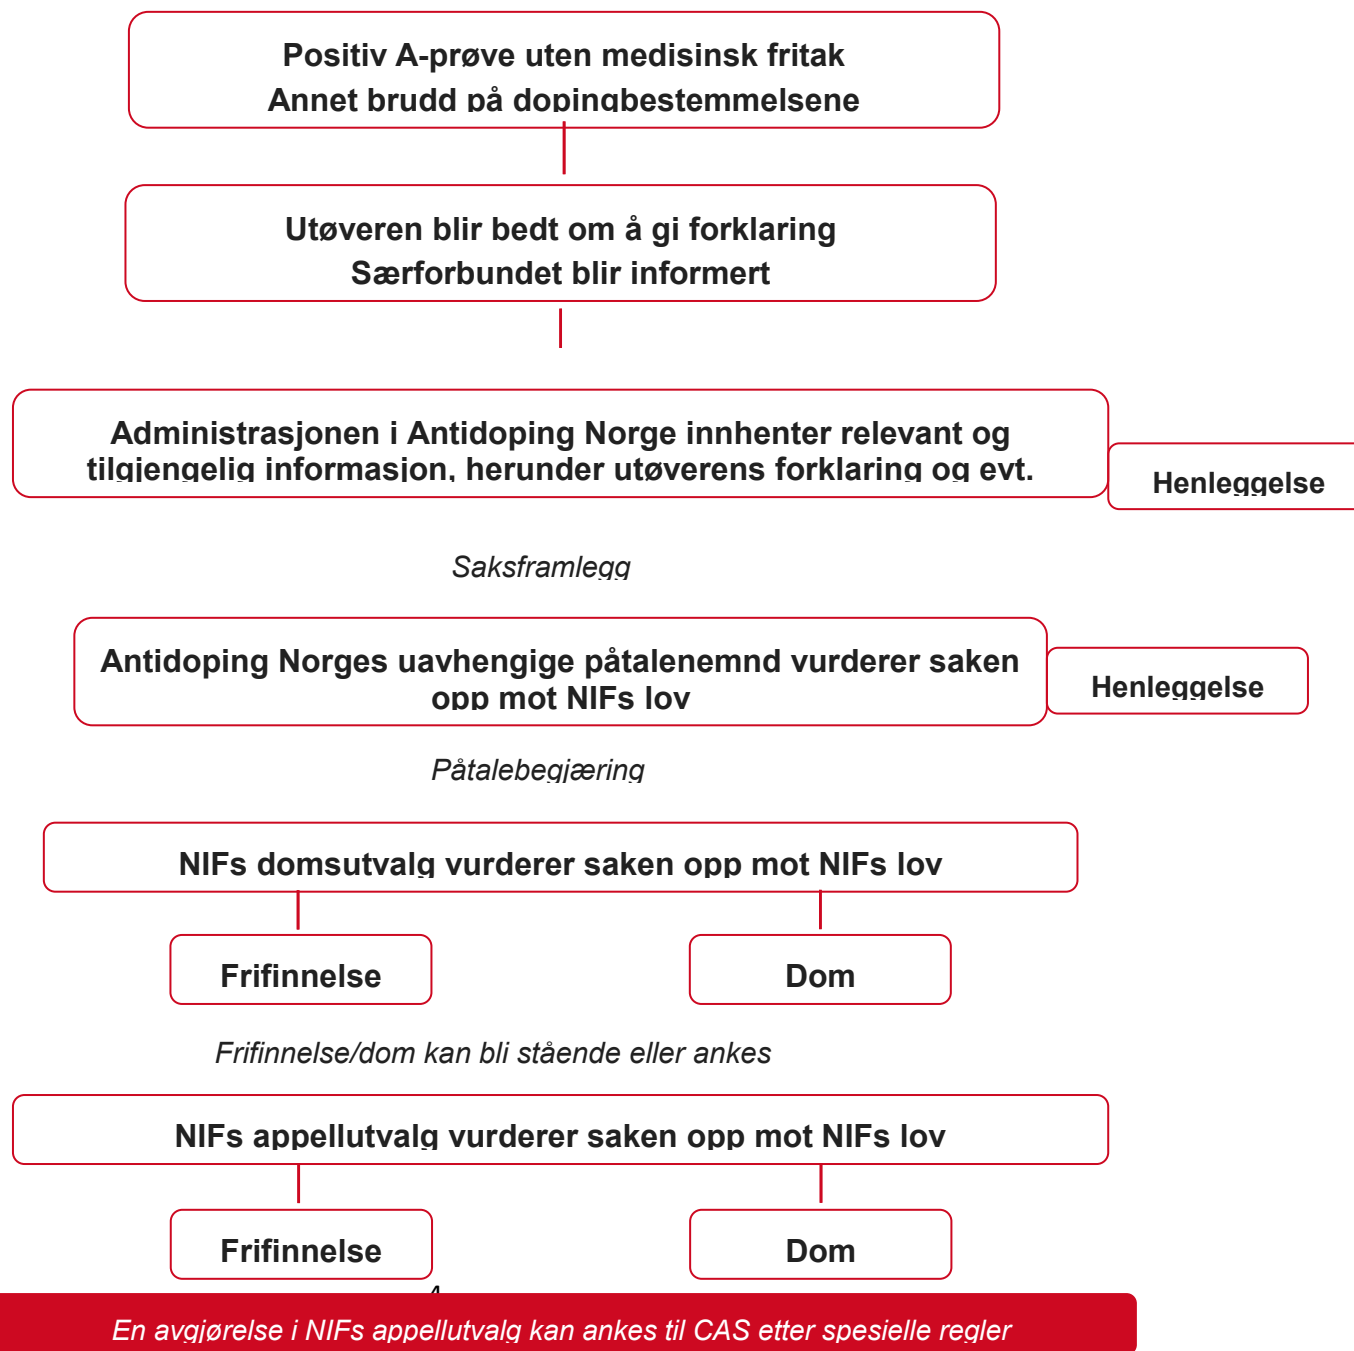 Positiv A-prøve uten medisinsk fritak
Annet brudd på dopingbestemmelsene
Utøveren blir bedt om å gi forklaring
Særforbundet blir informert
Administrasjonen i Antidoping Norge innhenter relevant og
tilgjengelig informasjon, herunder utøverens forklaring og evt.
Henleggelse
Saksframlegg
Antidoping Norges uavhengige påtalenemnd vurderer saken
opp mot NIFs lov
Henleggelse
Påtalebegjæring
NIFs domsutvalg vurderer saken opp mot NIFs lov
Frifinnelse
Dom
Frifinnelse/dom kan bli stående eller ankes
NIFs appellutvalg vurderer saken opp mot NIFs lov
Frifinnelse
Dom
En avgjørelse i NIFs appellutvalg kan ankes til CAS etter spesielle regler